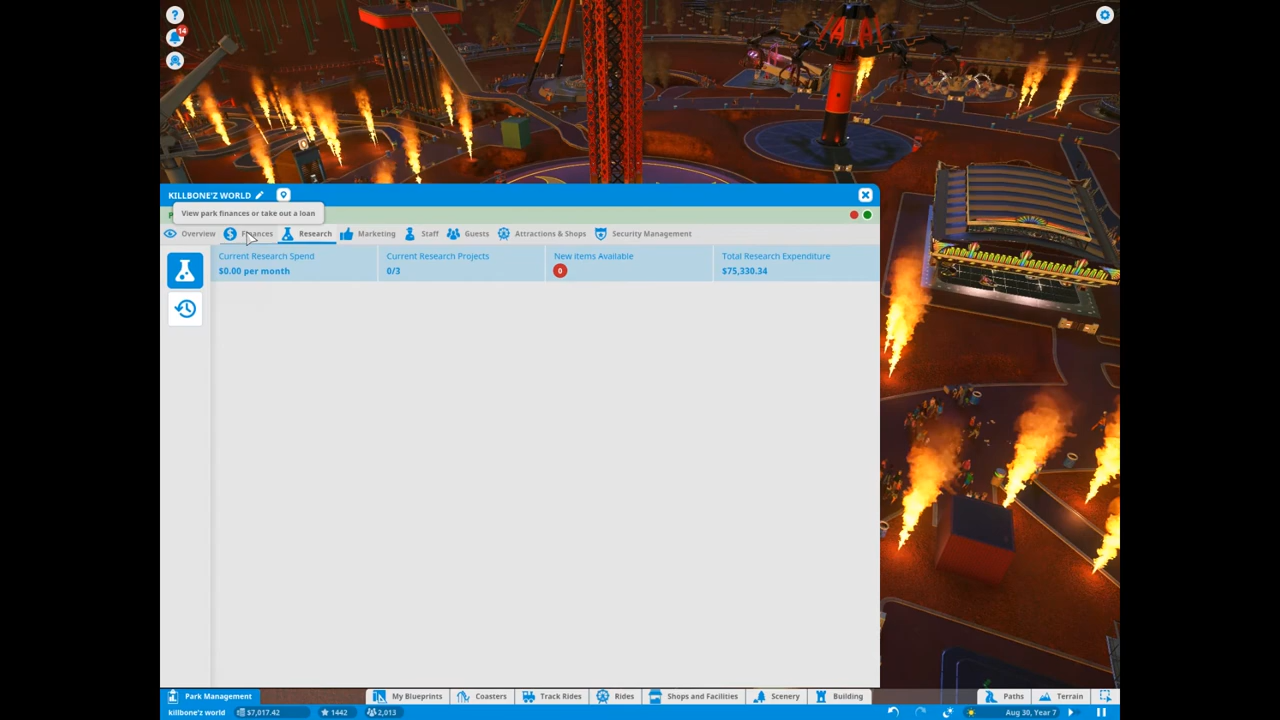 ?
14
KILLBONE'Z WORLD
View park finances or take out a loan
Overview Finances Research Marketing Staff Guests Attractions & Shops Security Management
Current Research Spend Current Research Projects New Items Available Total Research Expenditure
$0.00 per month 0/3 0 $75,330.34
Park Management My Blueprints Coasters Track Rides Rides Shops and Facilities Scenery Building Paths Terrain
killbone'z world $7,017.42 1442 2,013 Aug 30, Year 7